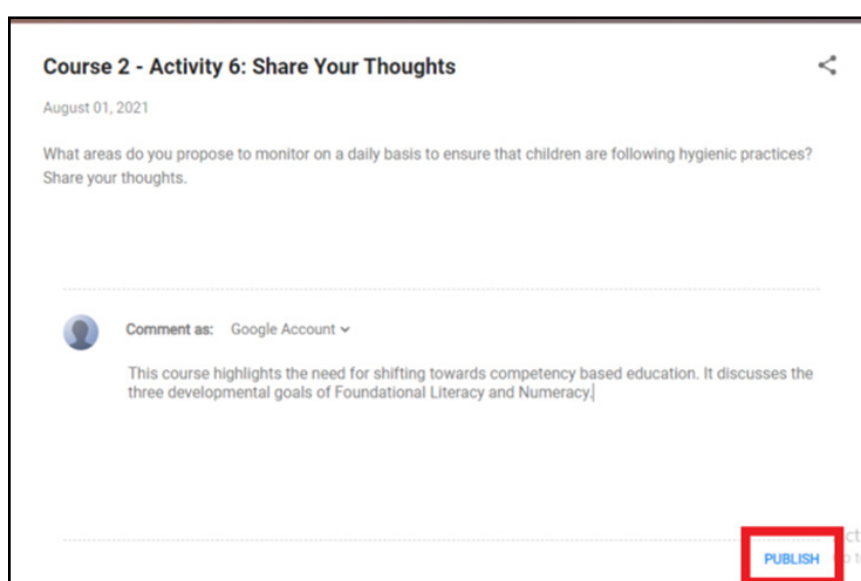 Course 2 - Activity 6: Share Your Thoughts
August 01, 2021
What areas do you propose to monitor on a daily basis to ensure that children are following hygienic practices?
Share your thoughts.
Comment as: Google Account
This course highlights the need for shifting towards competency based education. It discusses the
three developmental goals of Foundational Literacy and Numeracy.
PUBLISH